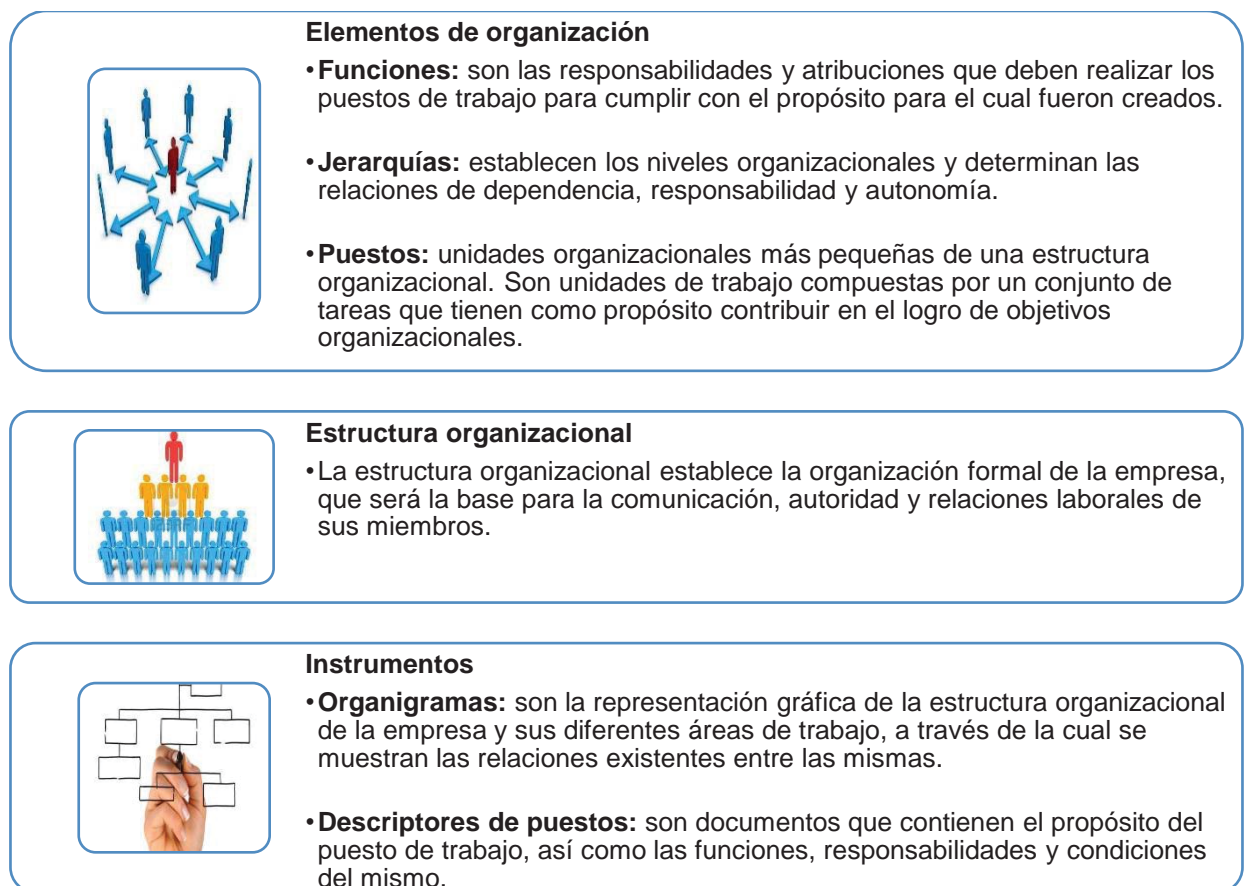 Elementos de organización
•Funciones: son las responsabilidades y atribuciones que deben realizar los
puestos de trabajo para cumplir con el propósito para el cual fueron creados.
•Jerarquías: establecen los niveles organizacionales y determinan las
relaciones de dependencia, responsabilidad y autonomía.
•Puestos: unidades organizacionales más pequeñas de una estructura
organizacional. Son unidades de trabajo compuestas por un conjunto de
tareas que tienen como propósito contribuir en el logro de objetivos
organizacionales.
Estructura organizacional
•La estructura organizacional establece la organización formal de la empresa,
que será la base para la comunicación, autoridad y relaciones laborales de
sus miembros.
Instrumentos
•Organigramas: son la representación gráfica de la estructura organizacional
de la empresa y sus diferentes áreas de trabajo, a través de la cual se
muestran las relaciones existentes entre las mismas.
•Descriptores de puestos: son documentos que contienen el propósito del
puesto de trabajo, así como las funciones, responsabilidades y condiciones
del mismo.